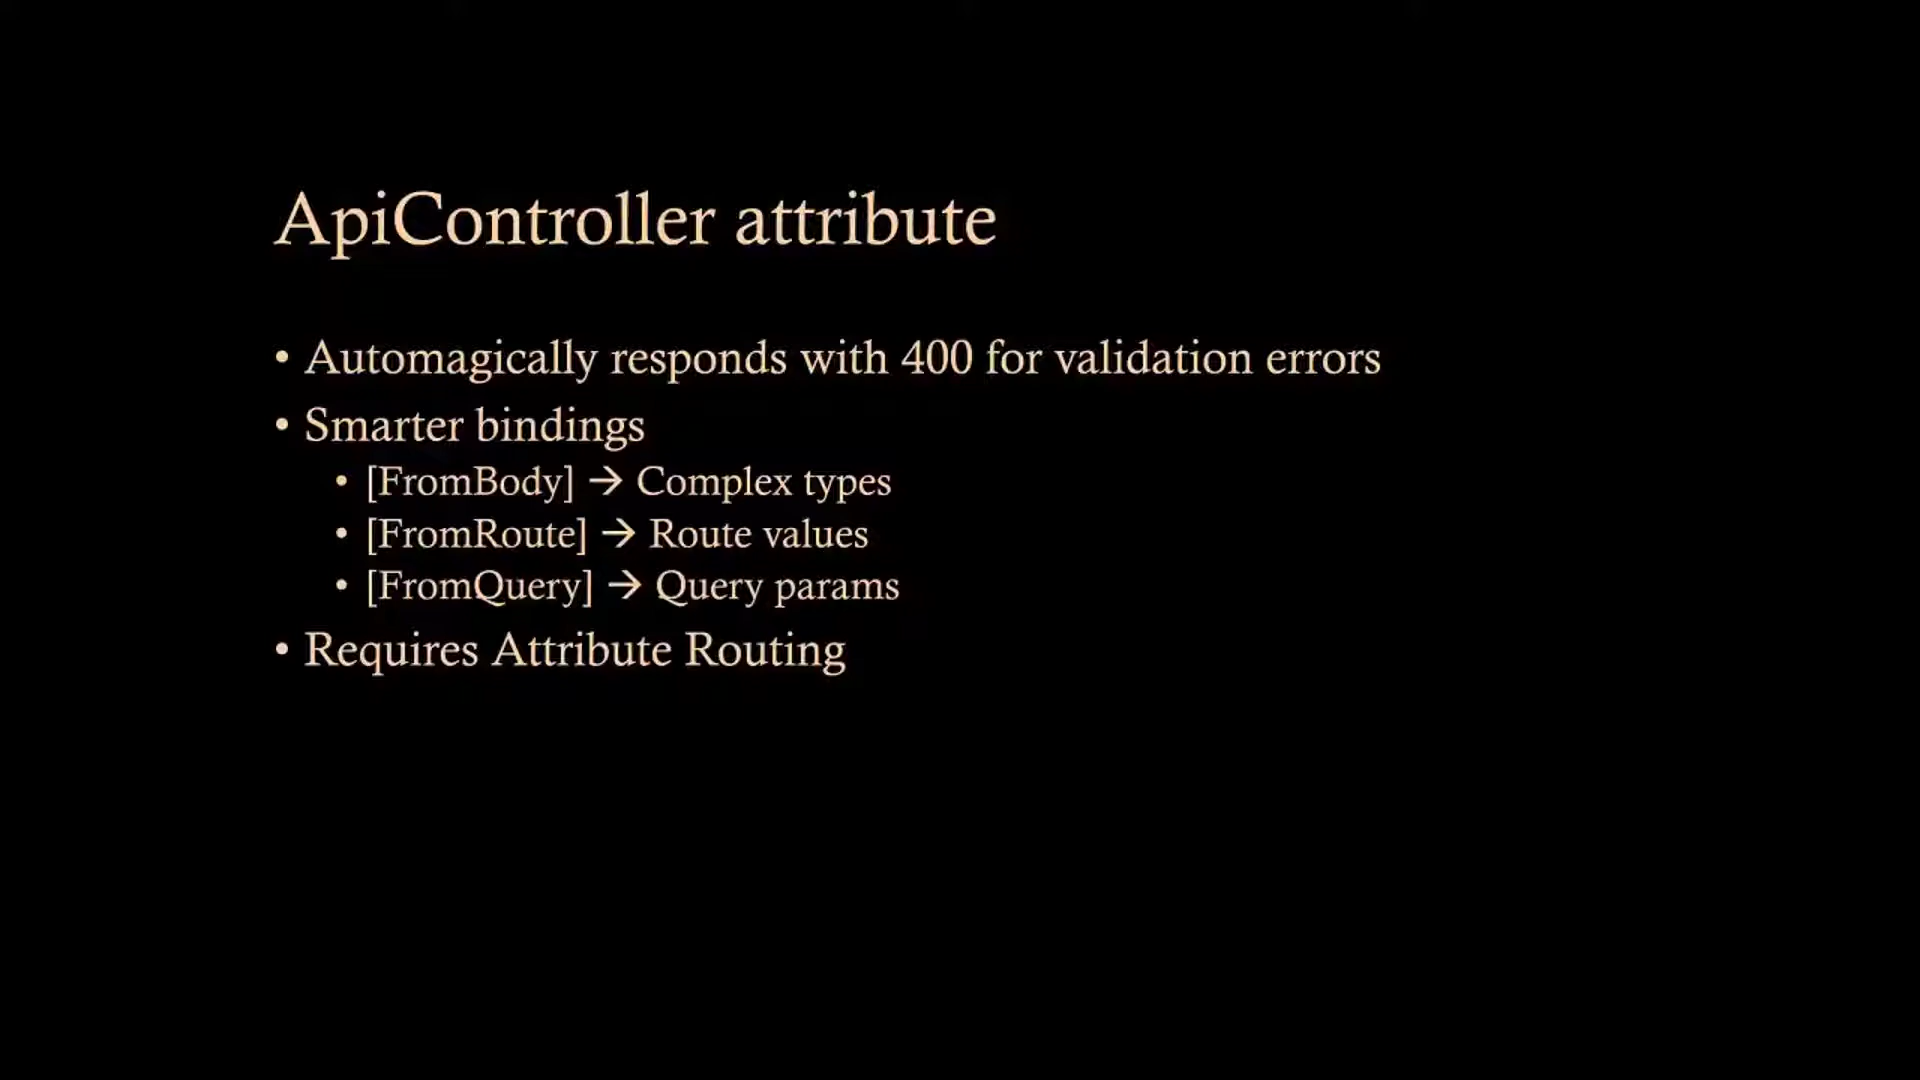 ApiController attribute
• Automagically responds with 400 for validation errors
• Smarter bindings
• [FromBody] → Complex types
• [FromRoute] → Route values
• [FromQuery] → Query params
• Requires Attribute Routing